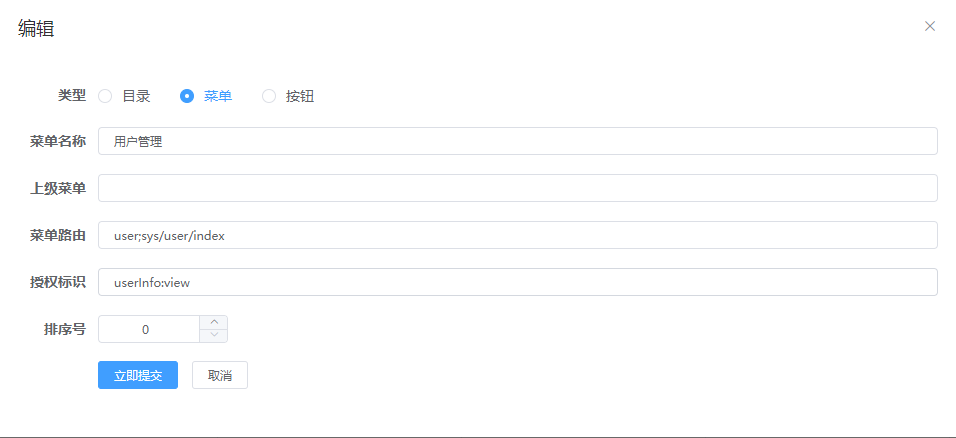 编辑
类型 目录 菜单 按钮
菜单名称 用户管理
上级菜单
菜单路由 user;sys/user/index
授权标识 userInfo:view
排序号 0
立即提交 取消